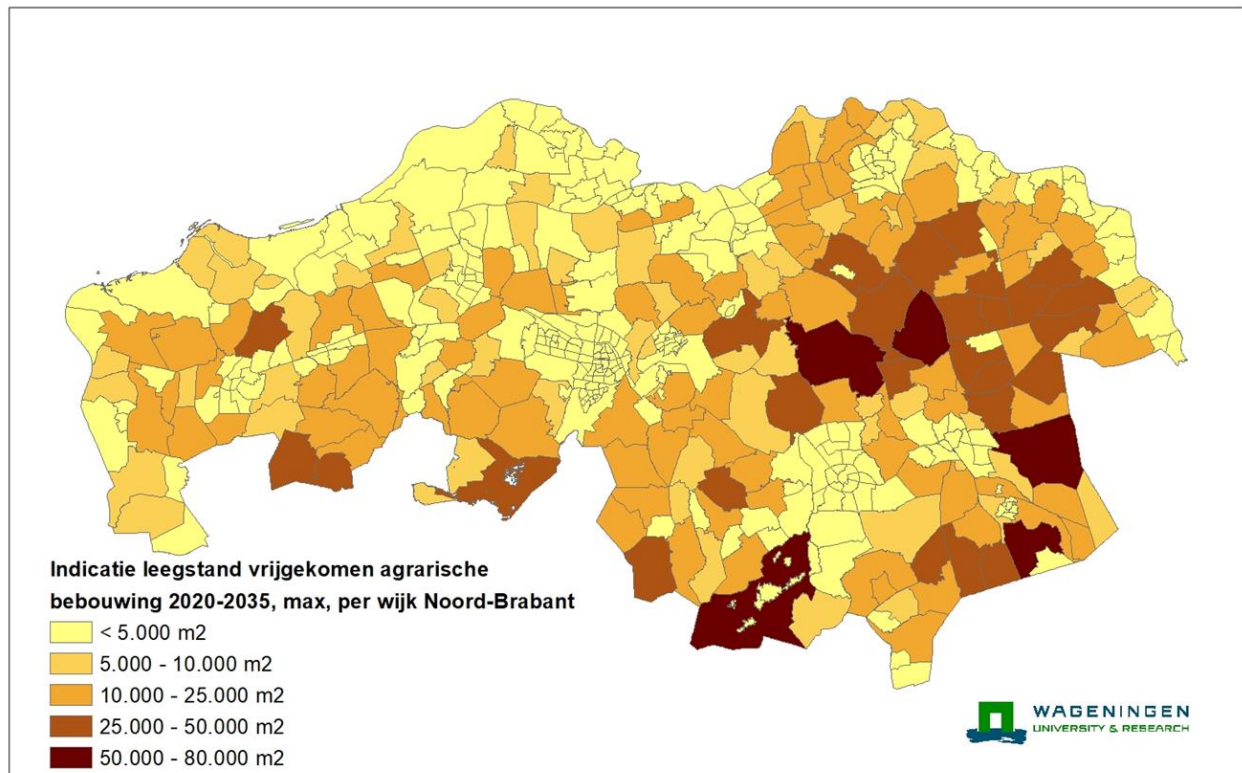 Indicatie leegstand vrijgekomen agrarische
bebouwing 2020-2035, max, per wijk Noord-Brabant
< 5.000 m2
5.000 - 10.000 m2
10.000 - 25.000 m2
25.000 - 50.000 m2
50.000 - 80.000 m2
WAGENINGEN
UNIVERSITY & RESEARCH